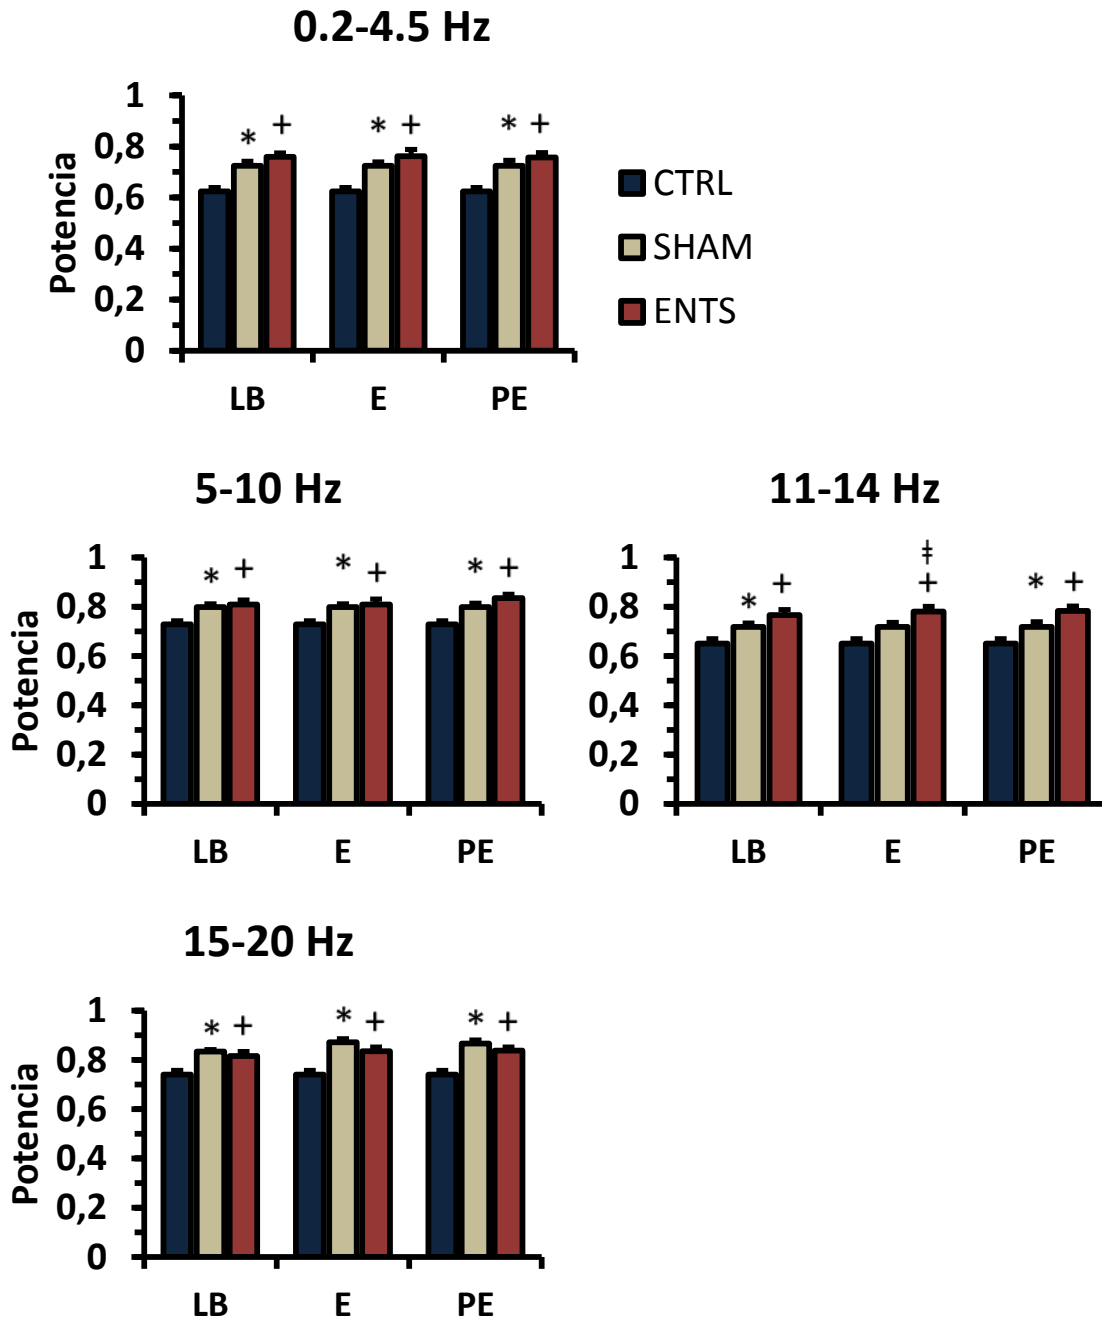 0.2-4.5 Hz
Potencia
1
0,8
0,6
0,4
0,2
0
* + * + * +
LB E PE
CTRL
SHAM
ENTS
5-10 Hz
Potencia
1
0,8
0,6
0,4
0,2
0
* + * + * +
LB E PE
11-14 Hz
1
0,8
0,6
0,4
0,2
0
‡
* + + * +
LB E PE
15-20 Hz
Potencia
1
0,8
0,6
0,4
0,2
0
* + * + * +
LB E PE